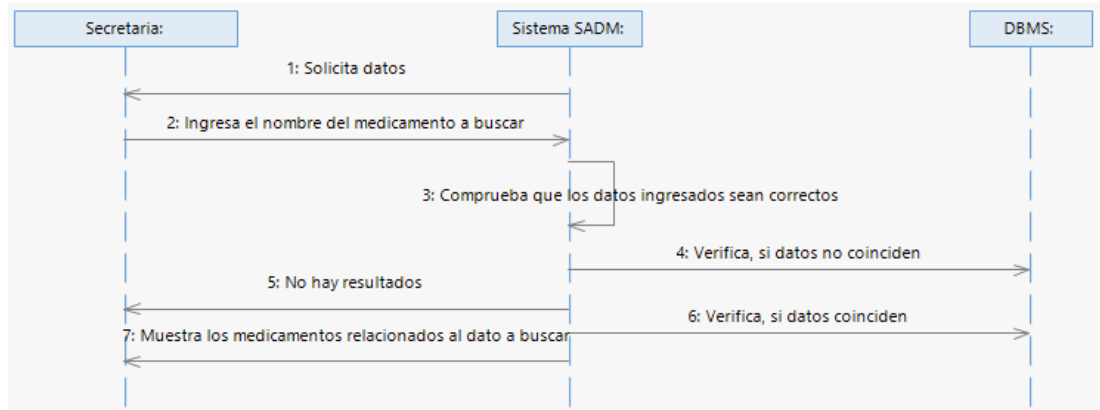 Secretaria:
Sistema SADM:
DBMS:
1: Solicita datos
2: Ingresa el nombre del medicamento a buscar
3: Comprueba que los datos ingresados sean correctos
4: Verifica, si datos no coinciden
5: No hay resultados
6: Verifica, si datos coinciden
7: Muestra los medicamentos relacionados al dato a buscar